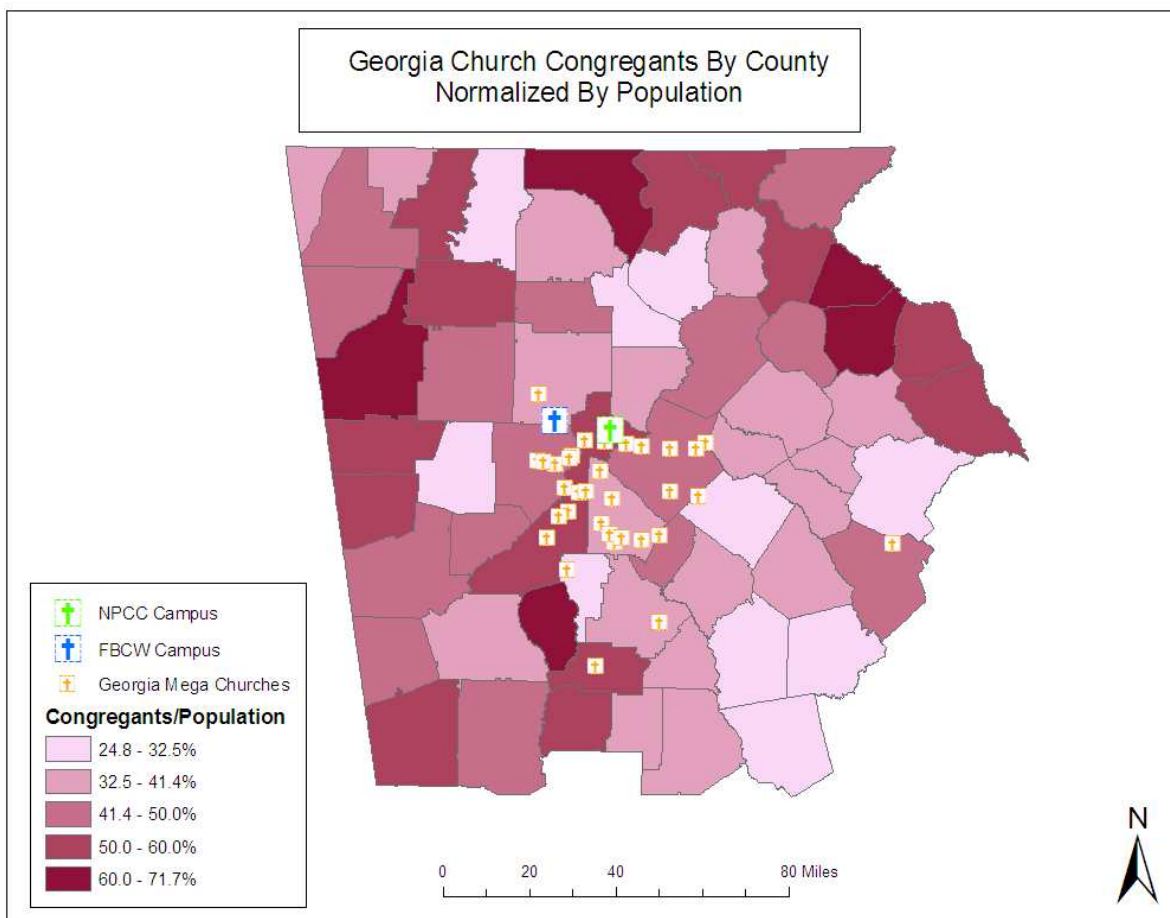 Georgia Church Congregants By County
Normalized By Population
NPCC Campus
FBCW Campus
Georgia Mega Churches
Congregants/Population
24.8 - 32.5%
32.5 - 41.4%
41.4 - 50.0%
50.0 - 60.0%
60.0 - 71.7%
0 20 40 80 Miles
N